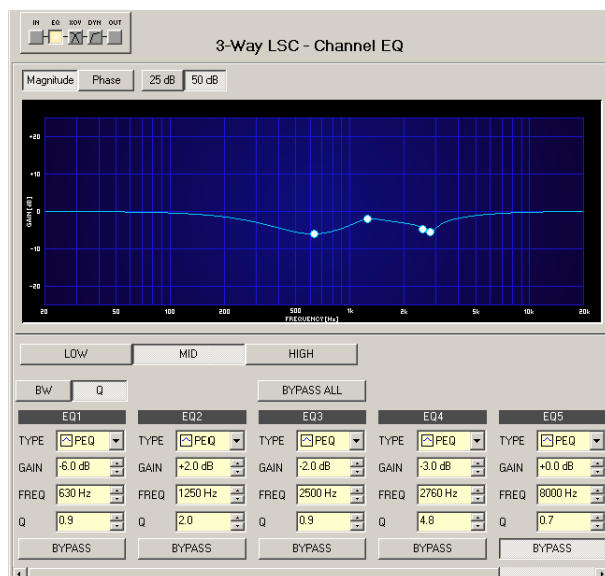 IN EQ XOV DYN OUT
3-Way LSC - Channel EQ
Magnitude Phase 25 dB 50 dB
+20
+10
0
-10
-20
GAIN [dB]
20 50 100 200 500 1k 2k 5k 10k 20k
FREQUENCY[Hz]
LOW MID HIGH
BW Q BYPASS ALL
EQ1 EQ2 EQ3 EQ4 EQ5
TYPE PEQ TYPE PEQ TYPE PEQ TYPE PEQ TYPE PEQ
GAIN -6.0 dB GAIN +2.0 dB GAIN -2.0 dB GAIN -3.0 dB GAIN +0.0 dB
FREQ 630 Hz FREQ 1250 Hz FREQ 2500 Hz FREQ 2760 Hz FREQ 8000 Hz
Q 0.9 Q 2.0 Q 0.9 Q 4.8 Q 0.7
BYPASS BYPASS BYPASS BYPASS BYPASS